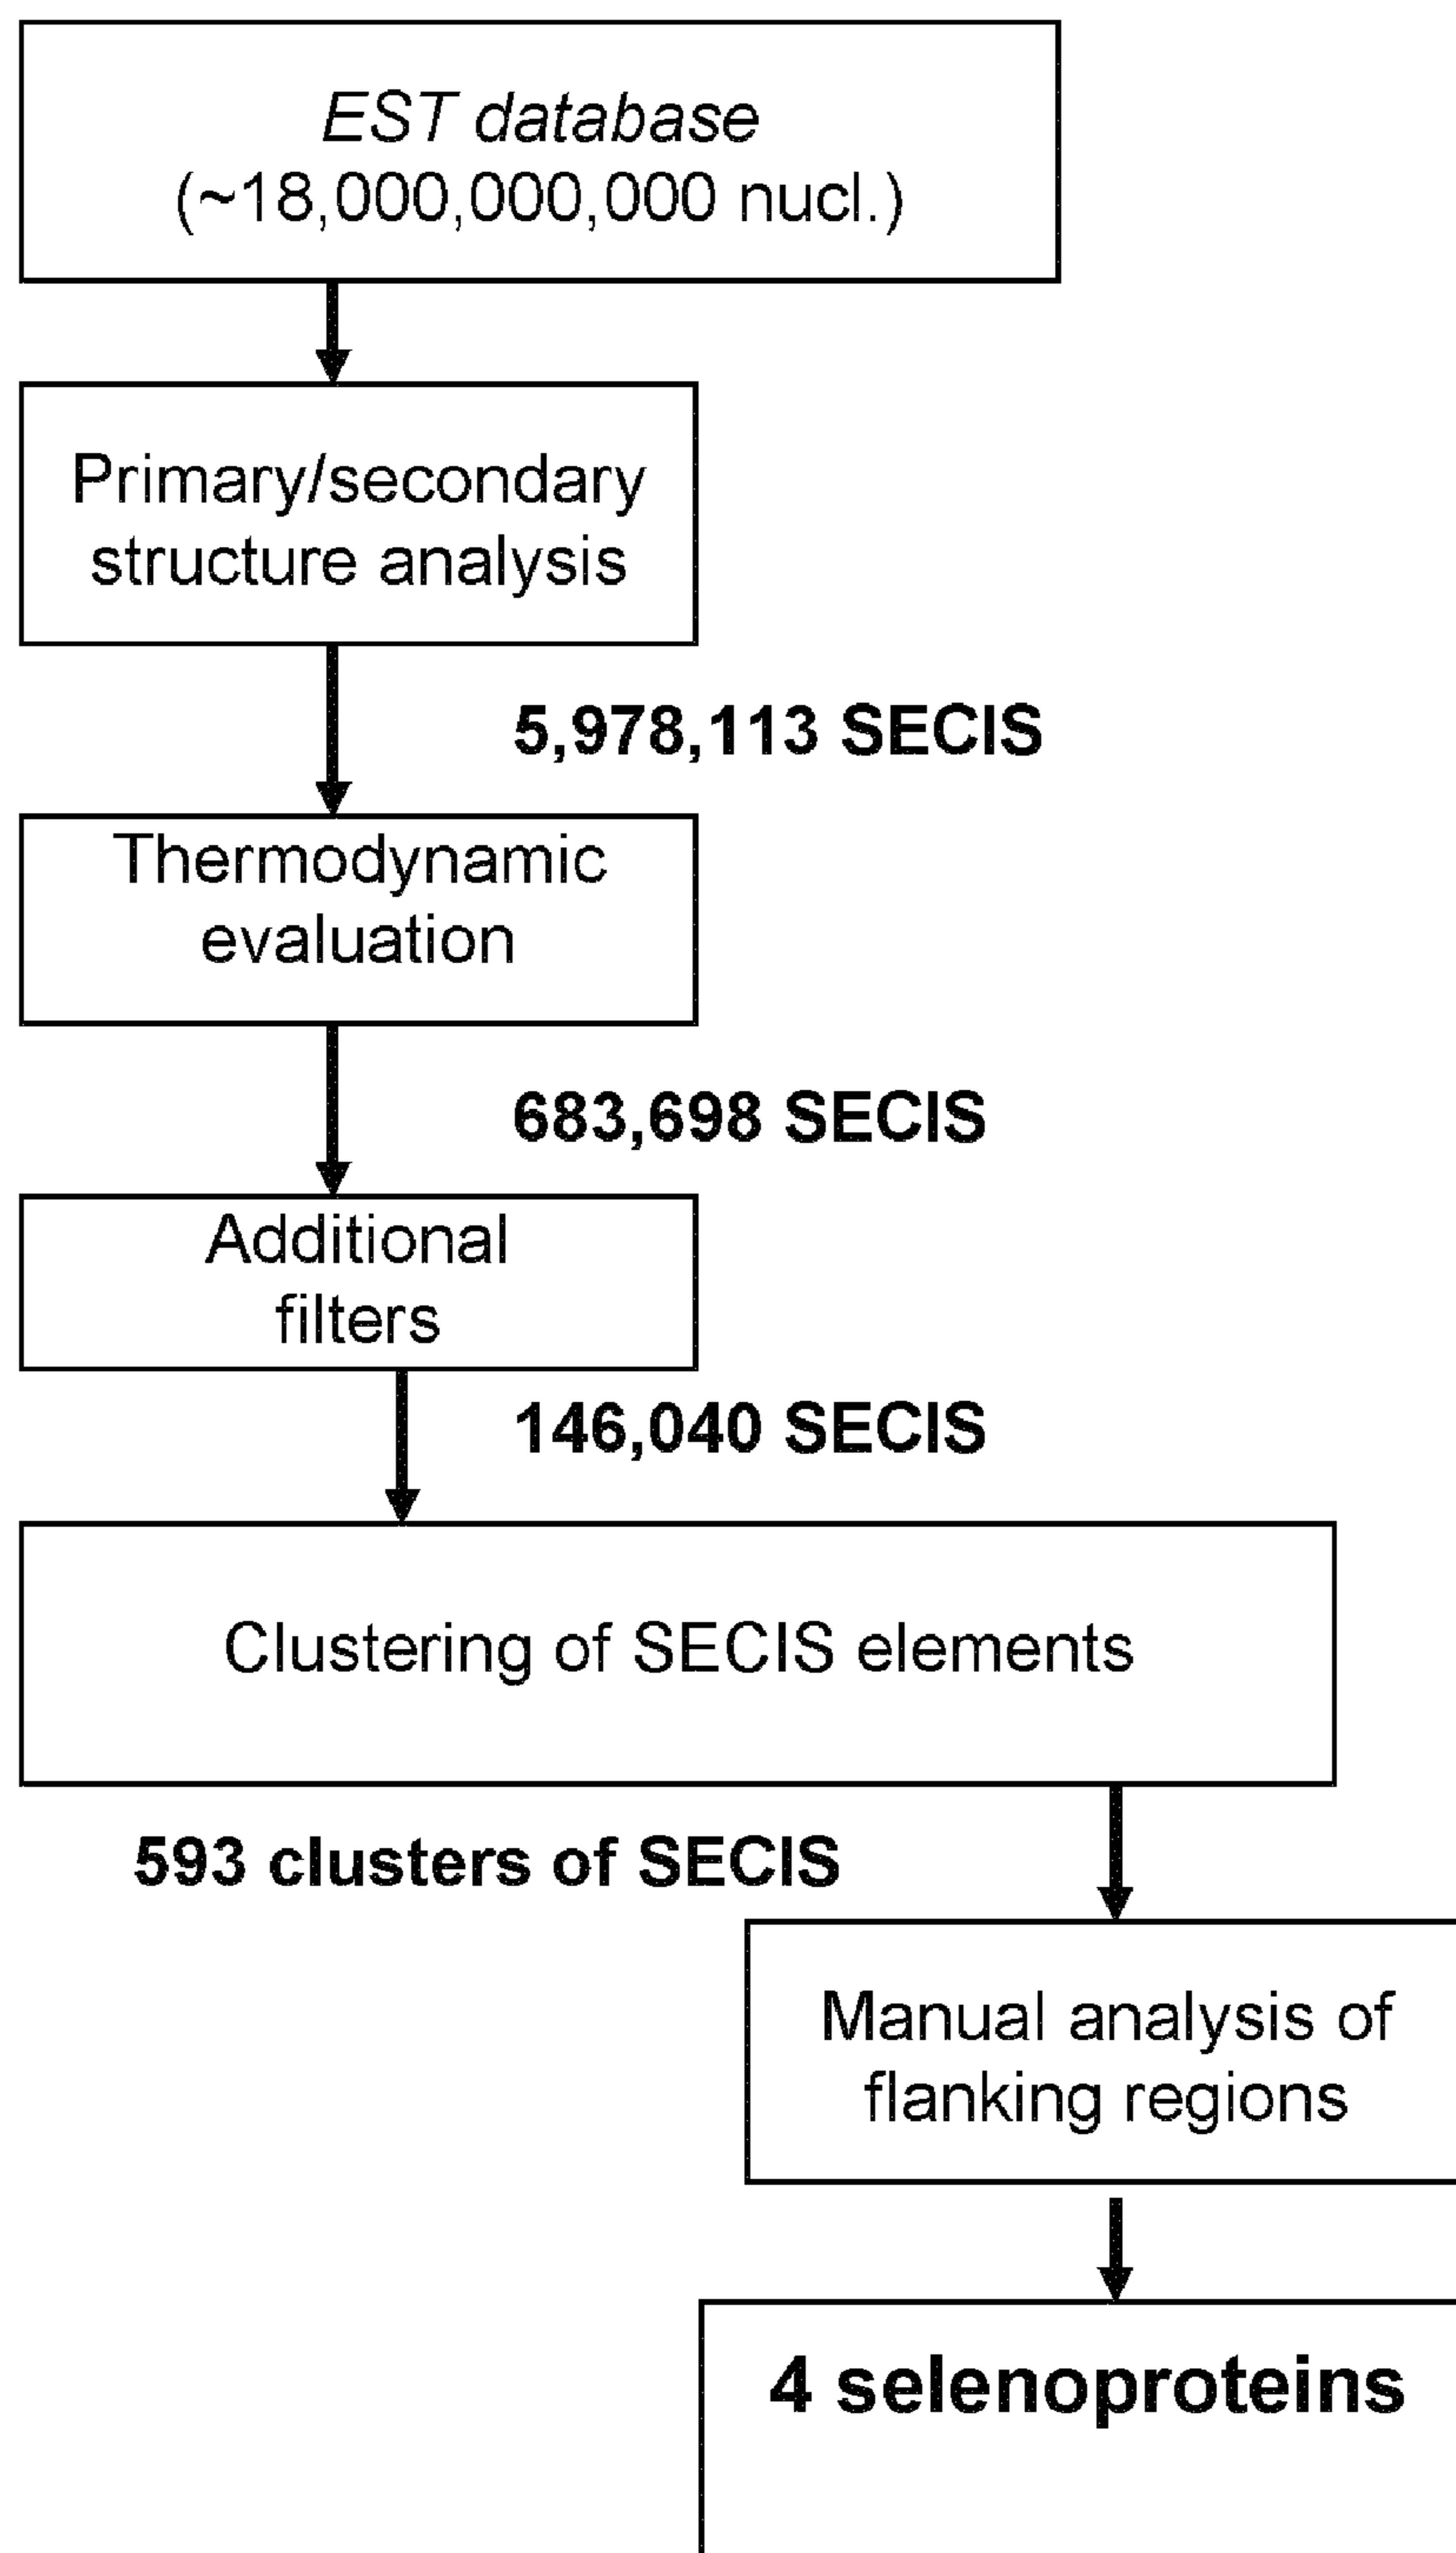 EST database
(~18,000,000,000 nucl.)
Primary/secondary
structure analysis
5,978,113 SECIS
Thermodynamic
evaluation
683,698 SECIS
Additional
filters
146,040 SECIS
Clustering of SECIS elements
593 clusters of SECIS
Manual analysis of
flanking regions
4 selenoproteins